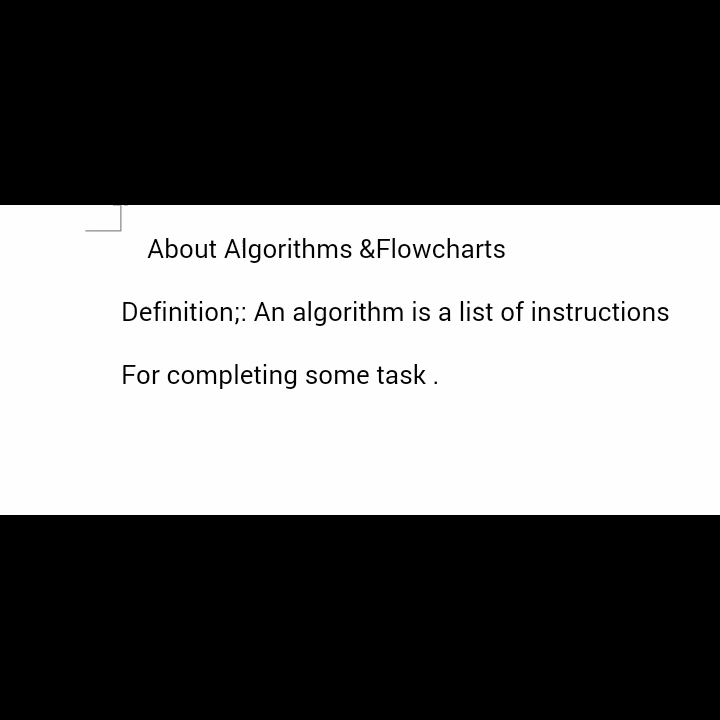 About Algorithms &Flowcharts
Definition;: An algorithm is a list of instructions
For completing some task .